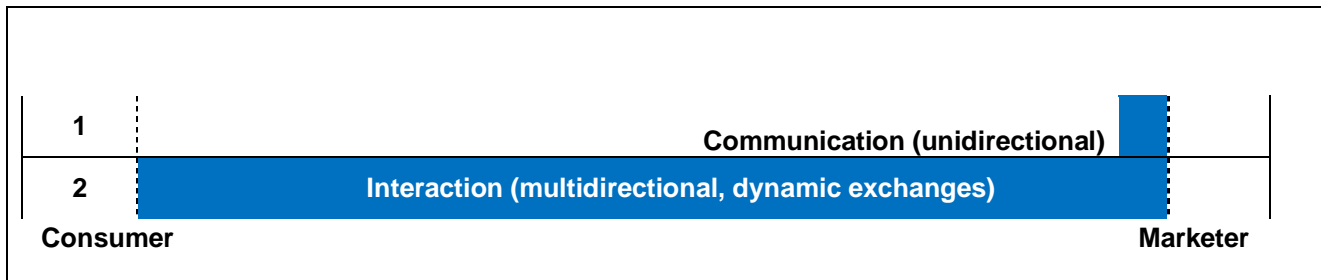 1
Communication (unidirectional)
2
Interaction (multidirectional, dynamic exchanges)
Consumer
Marketer